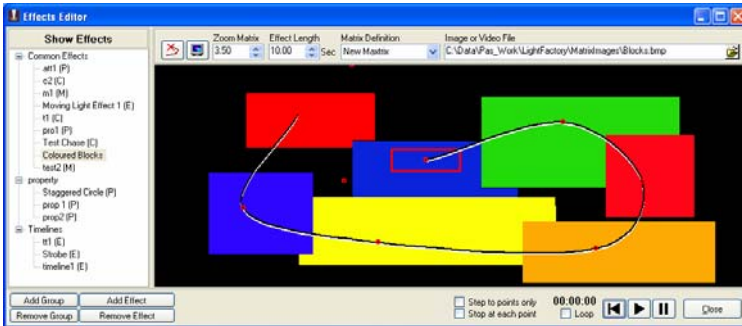 Effects Editor
Show Effects
Zoom Matrix Effect Length Matrix Definition Image or Video File
3.50 10.00 Sec New Maxtrix C:\Data\Pas_Work\LightFactory\MatrixImages\Blocks.bmp
Common Effects
att1 (P)
c2 (C)
m1 (M)
Moving Light Effect 1 (E)
t1 (C)
pro1 (P)
Test Chase (C)
Coloured Blocks
test2 (M)
property
Staggered Circle (P)
prop 1 (P)
prop2 (P)
Timelines
tt1 (E)
Strobe (E)
timeline1 (E)
Add Group Add Effect
Remove Group Remove Effect
Step to points only 00:00:00
Stop at each point Loop
Close